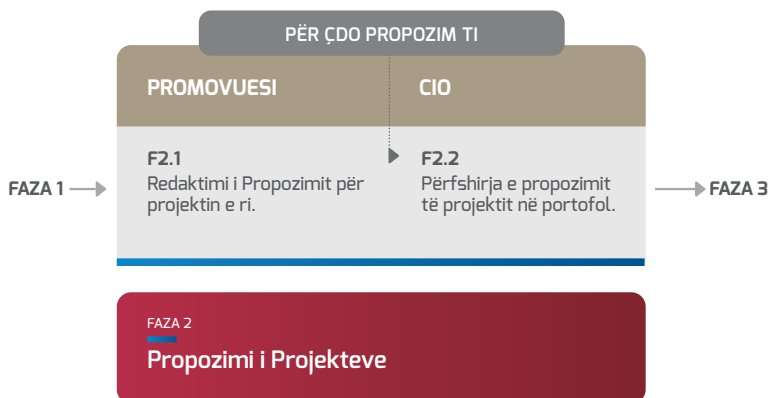 PËR ÇDO PROPOZIM TI
PROMOVUESI
CIO
FAZA 1
F2.1
Redaktimi i Propozimit për
projektin e ri.
F2.2
Përfshirja e propozimit
të projektit në portofol.
FAZA 3
FAZA 2
Propozimi i Projekteve